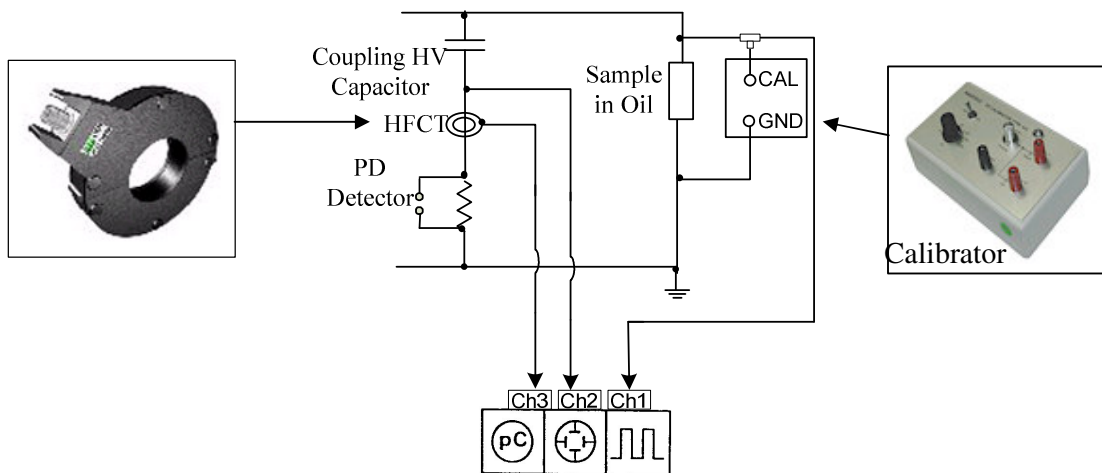 Coupling HV
Capacitor
Sample
in Oil
CAL
GND
HFCT
PD
Detector
Calibrator
Ch3
Ch2
Ch1
pC